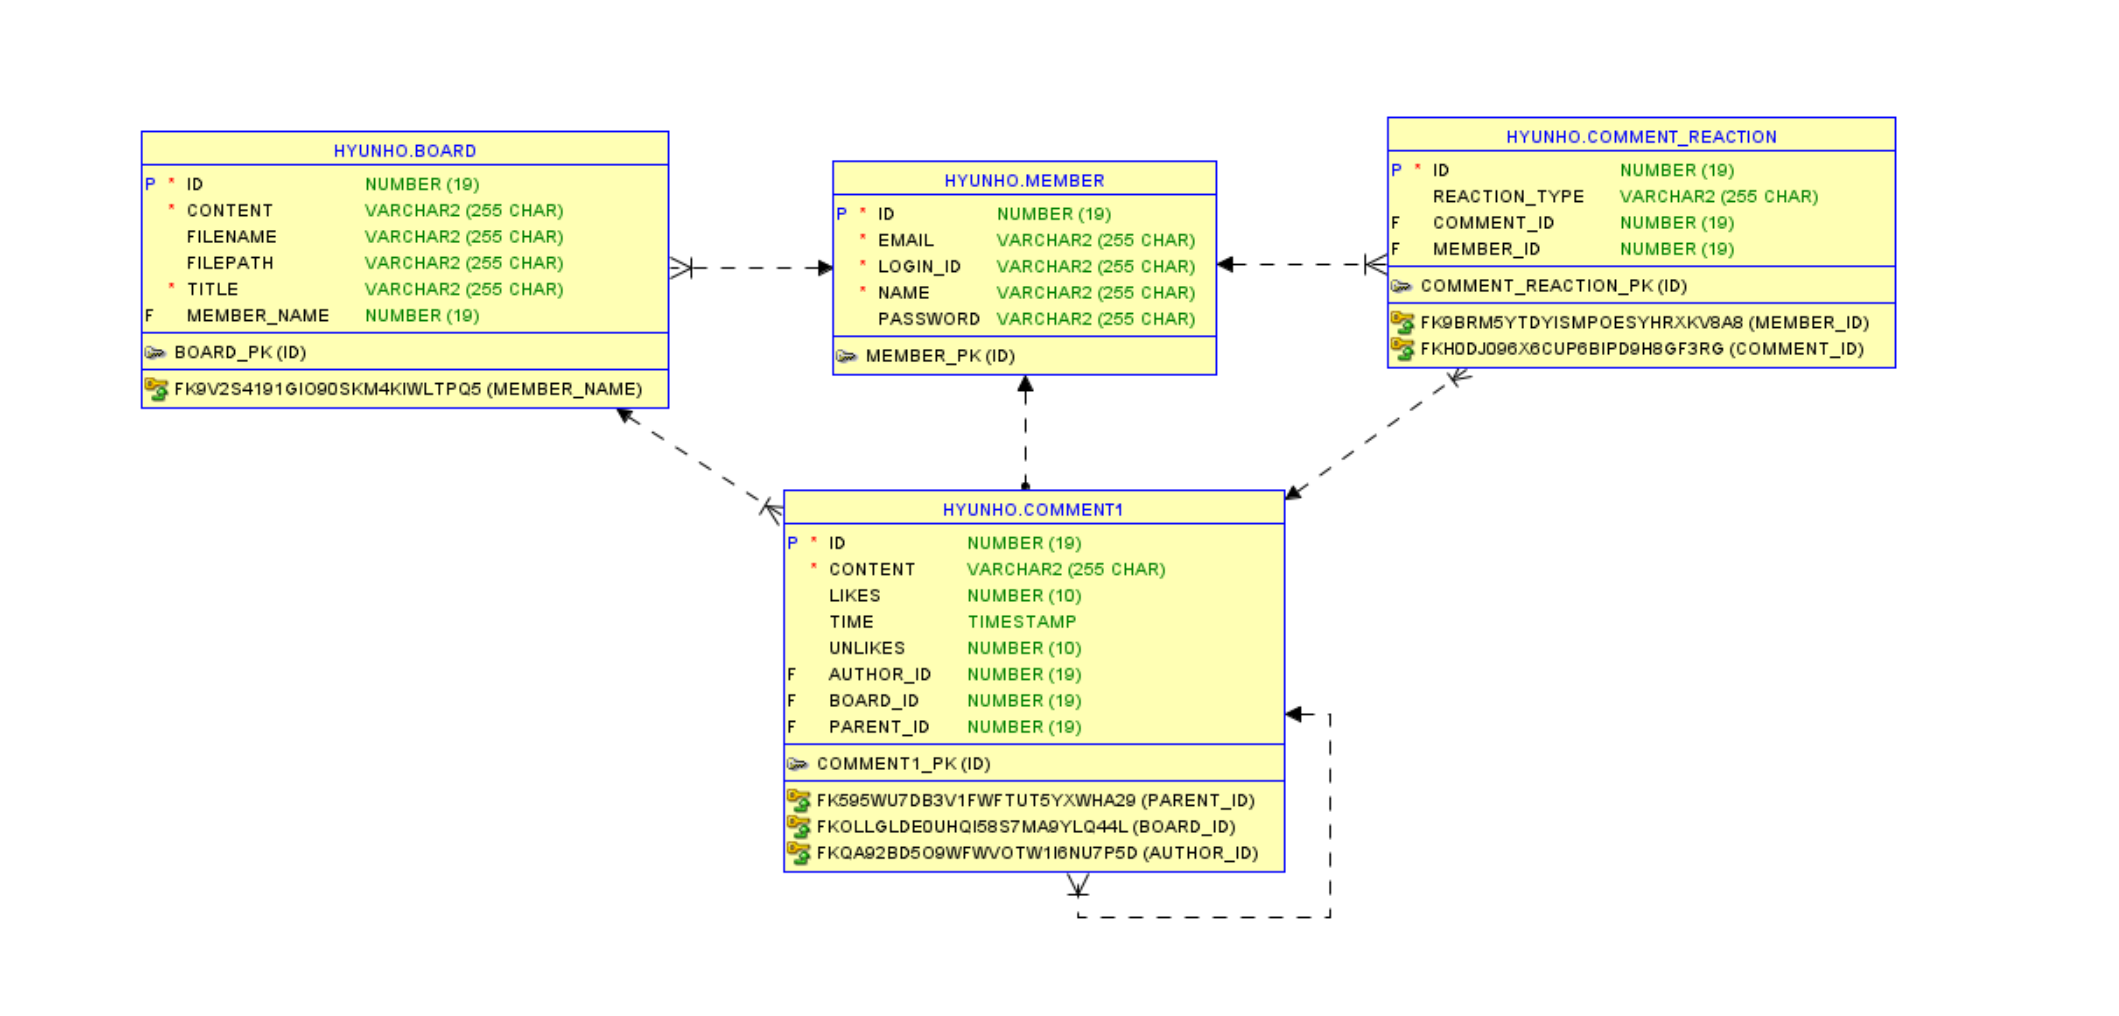 HYUNHO.BOARD
P * ID NUMBER (19)
* CONTENT VARCHAR2 (255 CHAR)
FILENAME VARCHAR2 (255 CHAR)
FILEPATH VARCHAR2 (255 CHAR)
* TITLE VARCHAR2 (255 CHAR)
F MEMBER_NAME NUMBER (19)
BOARD_PK (ID)
FK9V2S4191GIO90SKM4KIWLTPQ5 (MEMBER_NAME)
HYUNHO.MEMBER
P * ID NUMBER (19)
* EMAIL VARCHAR2 (255 CHAR)
* LOGIN_ID VARCHAR2 (255 CHAR)
* NAME VARCHAR2 (255 CHAR)
PASSWORD VARCHAR2 (255 CHAR)
MEMBER_PK (ID)
HYUNHO.COMMENT_REACTION
P * ID NUMBER (19)
REACTION_TYPE VARCHAR2 (255 CHAR)
F COMMENT_ID NUMBER (19)
F MEMBER_ID NUMBER (19)
COMMENT_REACTION_PK (ID)
FK9BRM5YTDYISMPOESYHRXKV8A8 (MEMBER_ID)
FKH0DJ096X6CUP6BIPD9H8GF3RG (COMMENT_ID)
HYUNHO.COMMENT1
P * ID NUMBER (19)
* CONTENT VARCHAR2 (255 CHAR)
LIKES NUMBER (10)
TIME TIMESTAMP
UNLIKES NUMBER (10)
F AUTHOR_ID NUMBER (19)
F BOARD_ID NUMBER (19)
F PARENT_ID NUMBER (19)
COMMENT1_PK (ID)
FK595WU7DB3V1FWFTUT5YXWHA29 (PARENT_ID)
FKOLLGLDE0UHQI58S7MA9YLQ44L (BOARD_ID)
FKQA92BD5O9WFWVOTW1I6NU7P5D (AUTHOR_ID)